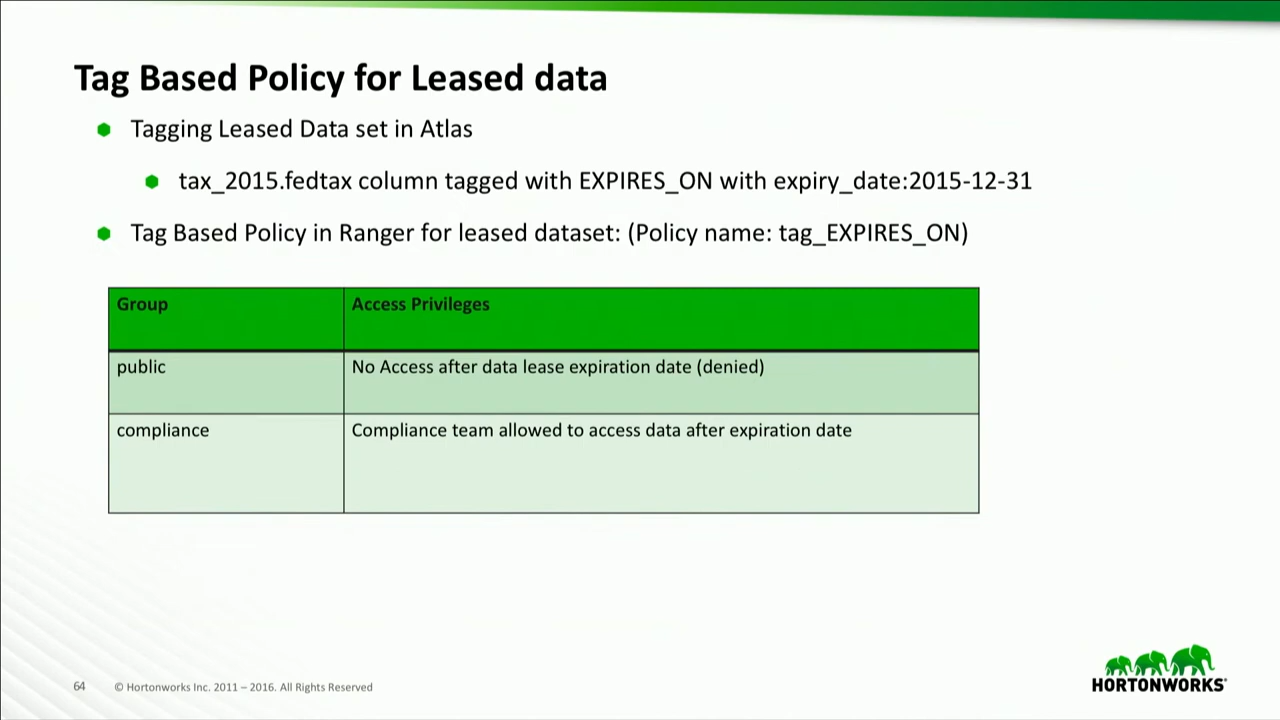 Tag Based Policy for Leased data
Tagging Leased Data set in Atlas
tax_2015.fedtax column tagged with EXPIRES_ON with expiry_date:2015-12-31
Tag Based Policy in Ranger for leased dataset: (Policy name: tag_EXPIRES_ON)
Group Access Privileges
public No Access after data lease expiration date (denied)
compliance Compliance team allowed to access data after expiration date
64 © Hortonworks Inc. 2011 – 2016. All Rights Reserved
HORTONWORKS